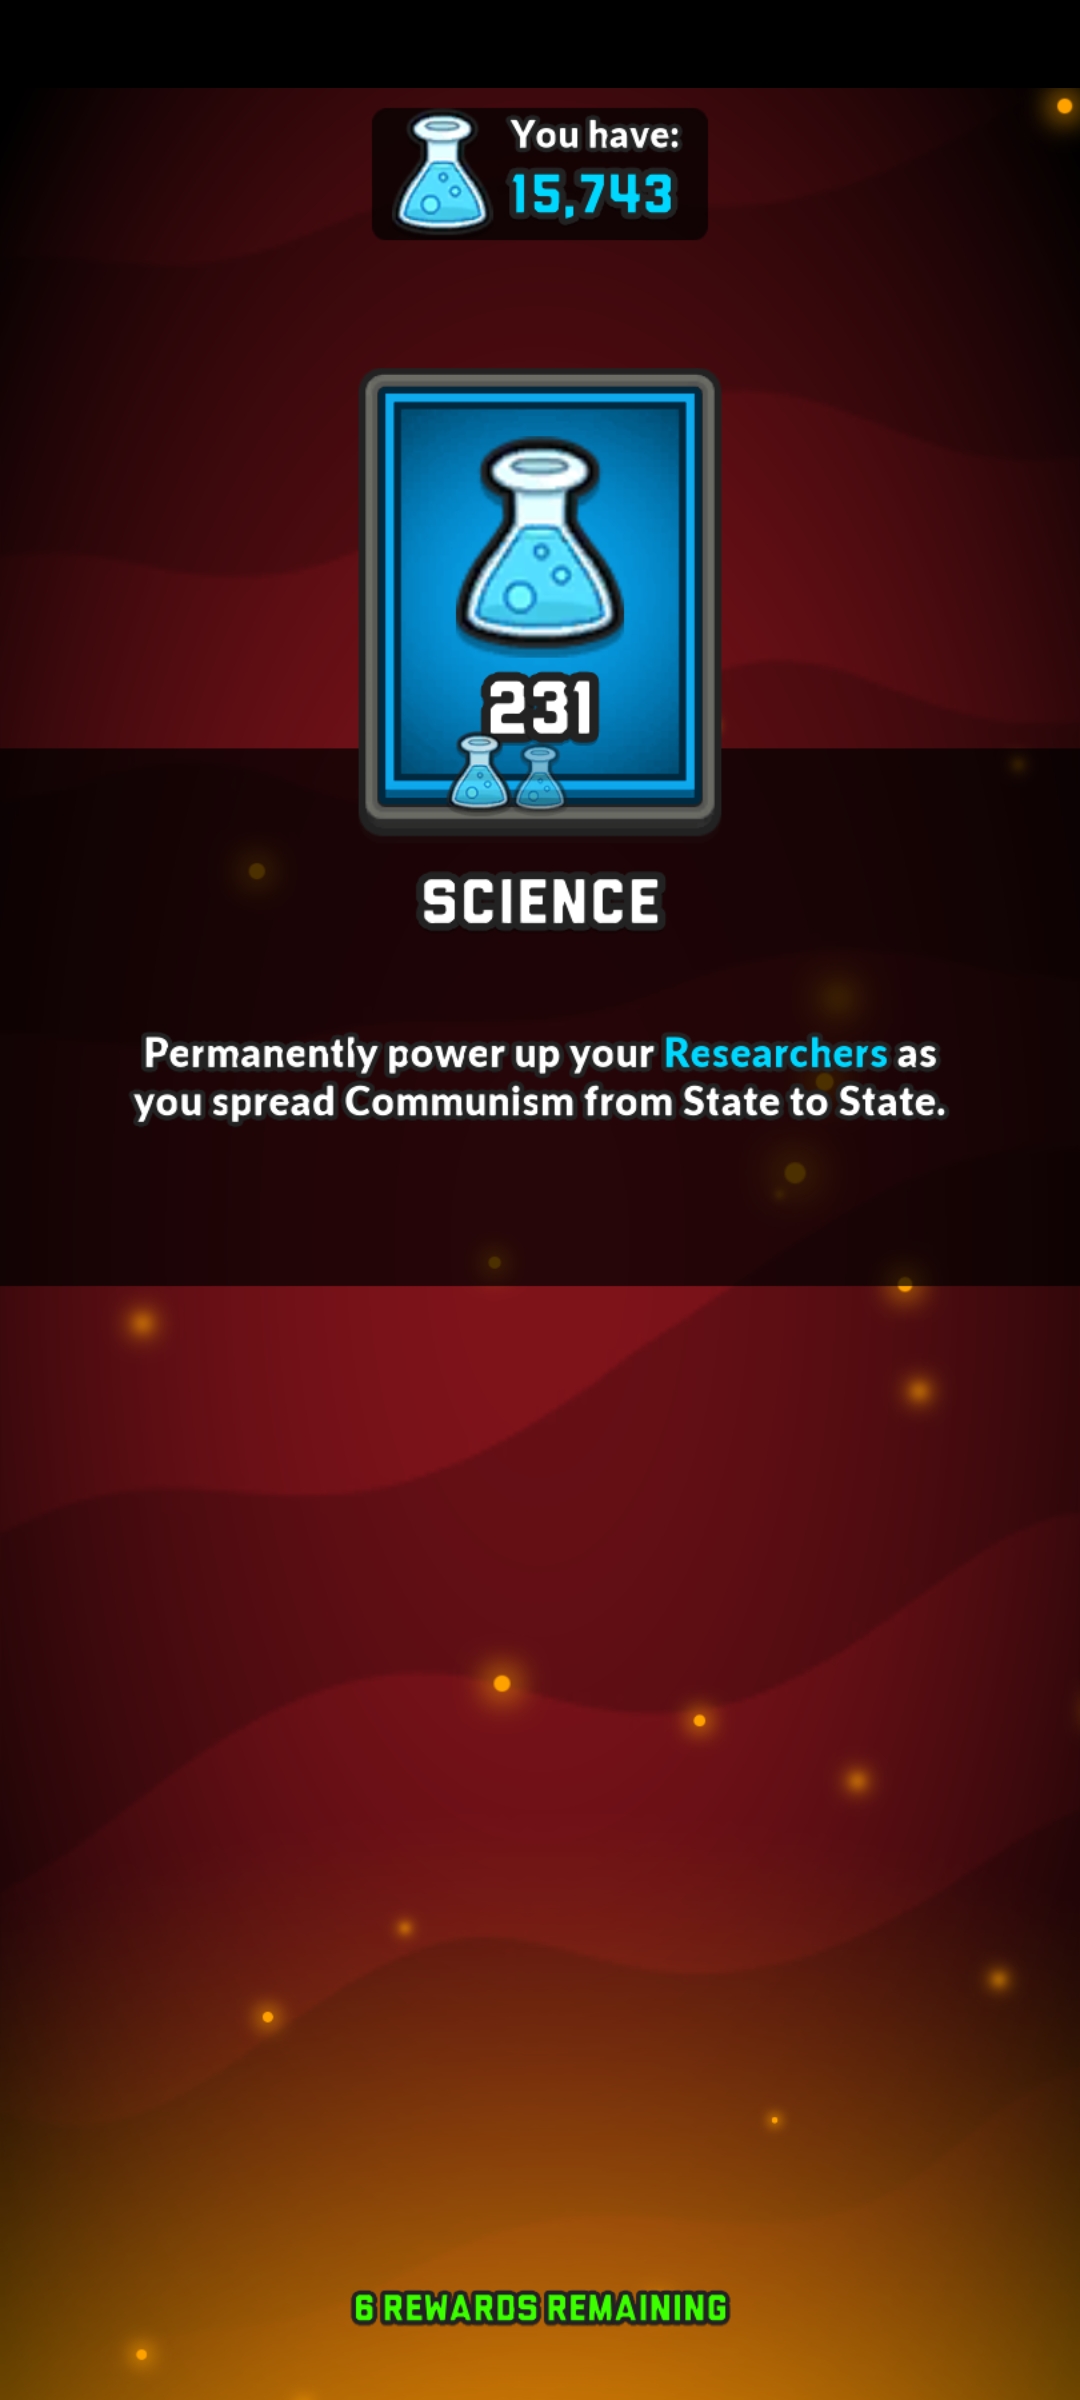 You have:
15,743
231
SCIENCE
Permanently power up your Researchers as
you spread Communism from State to State.
6 REWARDS REMAINING